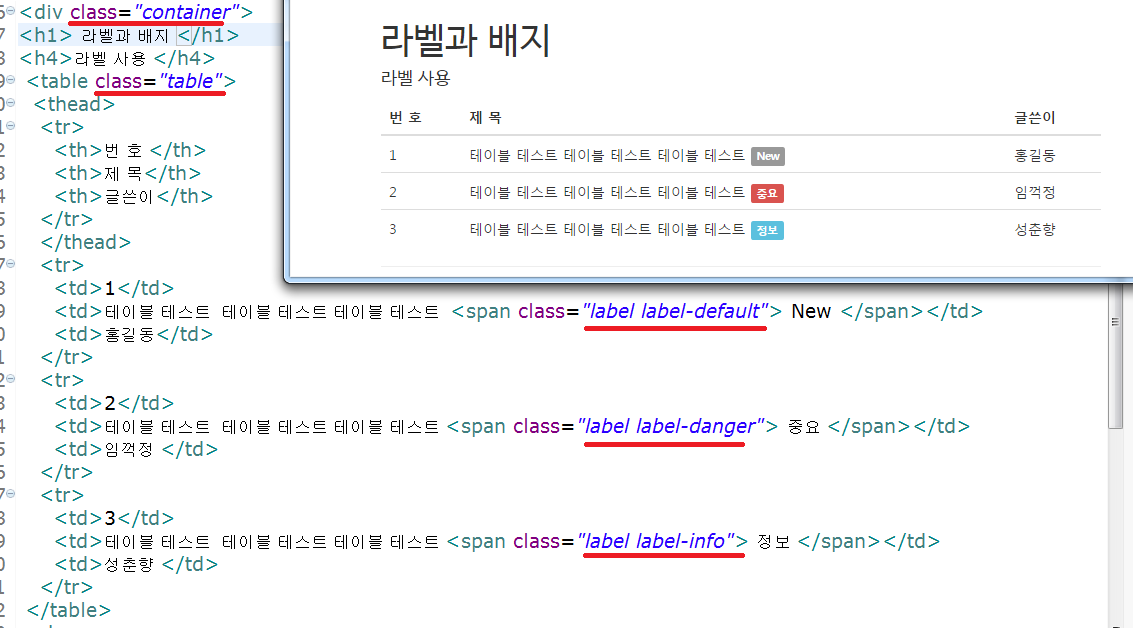 <div class="container">
<h1> 라벨과 배지 </h1>
<h4>라벨 사용 </h4>
<table class="table">
<thead>
<tr>
<th>번 호 </th>
<th>제 목</th>
<th>글쓴이</th>
</tr>
</thead>
<tr>
<td>1</td>
<td>테이블 테스트 테이블 테스트 테이블 테스트 <span class="label label-default"> New </span></td>
<td>홍길동</td>
</tr>
<tr>
<td>2</td>
<td>테이블 테스트 테이블 테스트 테이블 테스트 <span class="label label-danger"> 중요 </span></td>
<td>임꺽정 </td>
</tr>
<tr>
<td>3</td>
<td>테이블 테스트 테이블 테스트 테이블 테스트 <span class="label label-info"> 정보 </span></td>
<td>성춘향 </td>
</tr>
</table>
라벨과 배지
라벨 사용
번 호 제 목 글쓴이
1 테이블 테스트 테이블 테스트 테이블 테스트 New 홍길동
2 테이블 테스트 테이블 테스트 테이블 테스트 중요 임꺽정
3 테이블 테스트 테이블 테스트 테이블 테스트 정보 성춘향